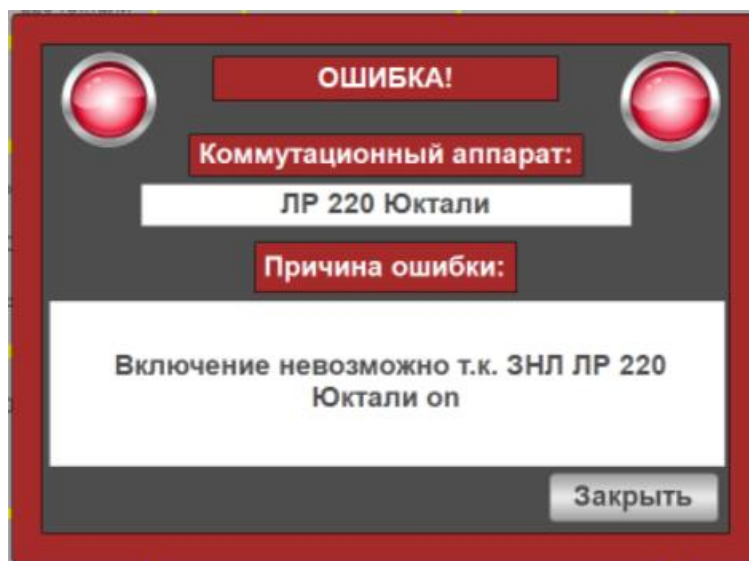 ОШИБКА!
Коммутационный аппарат:
ЛР 220 Юктали
Причина ошибки:
Включение невозможно т.к. ЗНЛ ЛР 220
Юктали on
Закрыть